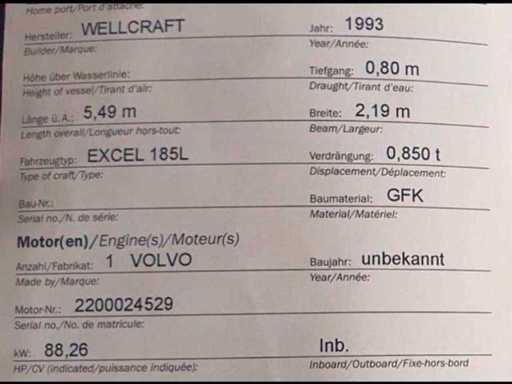 Home port/Port d'attache:
Hersteller: WELLCRAFT Jahr: 1993
Builder/Marque: Year/Année:
Höhe über Wasserlinie: Tiefgang: 0,80 m
Height of vessel/Tirant d'air: Draught/Tirant d'eau:
Länge ü. A.: 5,49 m Breite: 2,19 m
Length overall/Longueur hors-tout: Beam/Largeur:
Fahrzeugtyp: EXCEL 185L Verdrängung: 0,850 t
Type of craft/Type: Displacement/Déplacement:
Bau-Nr.: Baumaterial: GFK
Serial no./N. de série: Material/Matériel:
Motor(en)/Engine(s)/Moteur(s)
Anzahl/Fabrikat: 1 VOLVO Baujahr: unbekannt
Made by/Marque: Year/Année:
Motor-Nr.: 2200024529
Serial no./No. de matricule:
kW: 88,26 Inb.
HP/CV (indicated/puissance indiquée): Inboard/Outboard/Fixe-hors-bord